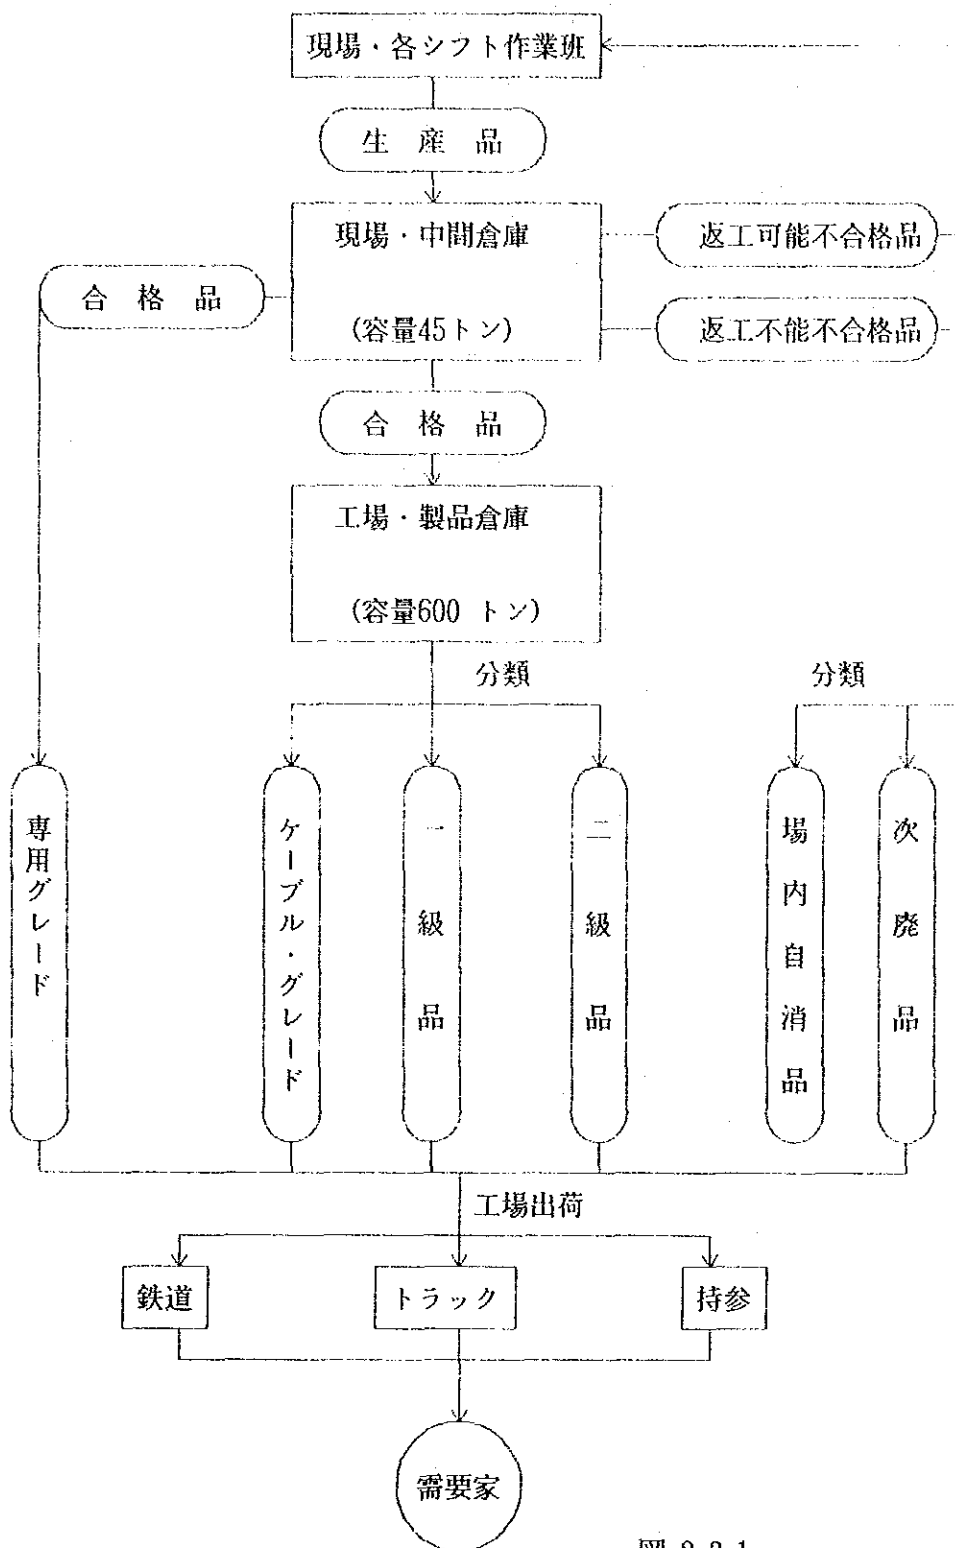 現場・各シフト作業班
生産品
現場・中間倉庫
(容量45トン)
返工可能不合格品
合格品
返工不能不合格品
合格品
工場・製品倉庫
(容量600 トン)
分類
分類
専用グレード
ケーブル・グレード
一級品
二級品
場内自消品
次廃品
工場出荷
鉄道
トラック
持参
需要家